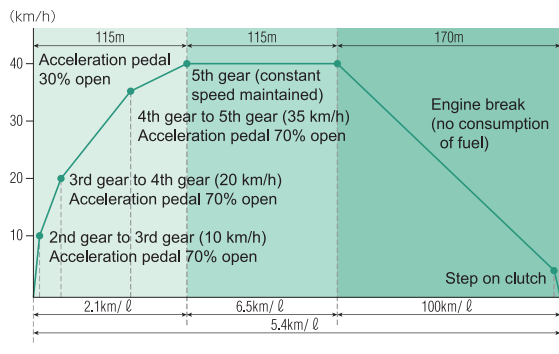 (km/h)
115m
115m
170m
40
30
20
10
Acceleration pedal
30% open
5th gear (constant
speed maintained)
4th gear to 5th gear (35 km/h)
Acceleration pedal 70% open
3rd gear to 4th gear (20 km/h)
Acceleration pedal 70% open
2nd gear to 3rd gear (10 km/h)
Acceleration pedal 70% open
Engine break
(no consumption
of fuel)
Step on clutch
2.1km/ ℓ
6.5km/ ℓ
100km/ ℓ
5.4km/ ℓ